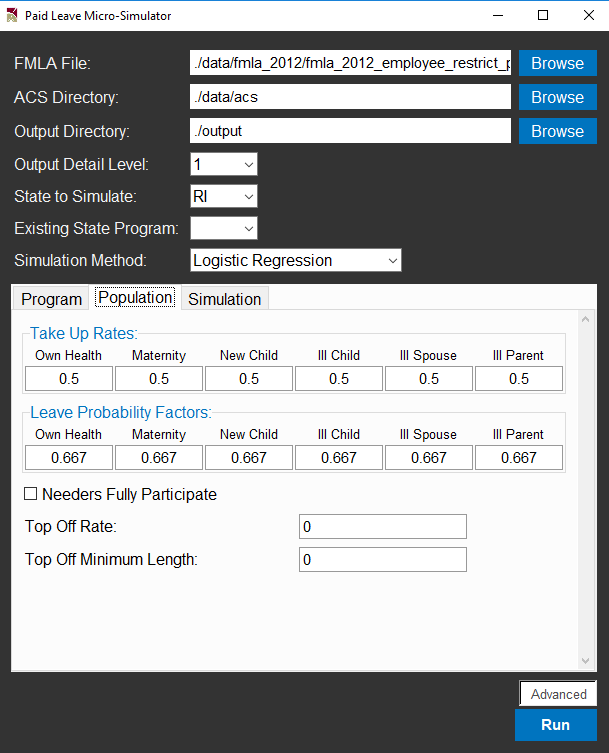 Paid Leave Micro-Simulator
FMLA File: ./data/fmla_2012/fmla_2012_employee_restrict_p Browse
ACS Directory: ./data/acs Browse
Output Directory: ./output Browse
Output Detail Level: 1
State to Simulate: RI
Existing State Program:
Simulation Method: Logistic Regression
Program Population Simulation
Take Up Rates:
Own Health Maternity New Child Ill Child Ill Spouse Ill Parent
0.5 0.5 0.5 0.5 0.5 0.5
Leave Probability Factors:
Own Health Maternity New Child Ill Child Ill Spouse Ill Parent
0.667 0.667 0.667 0.667 0.667 0.667
Needers Fully Participate
Top Off Rate: 0
Top Off Minimum Length: 0
Advanced
Run